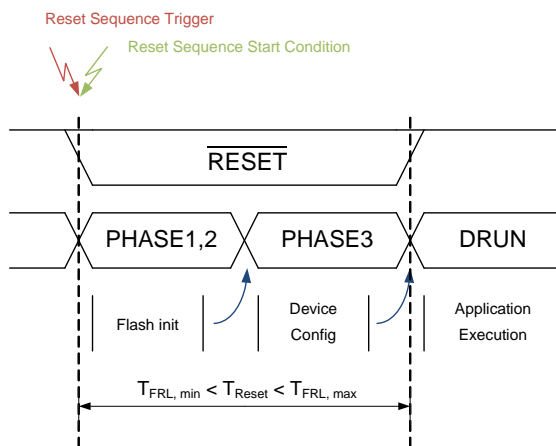 Reset Sequence Trigger
Reset Sequence Start Condition
RESET
PHASE1,2
PHASE3
DRUN
Flash init
Device
Config
Application
Execution
TFRL, min < TReset < TFRL, max